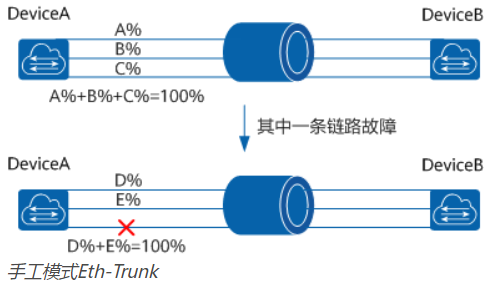 DeviceA
DeviceB
A%
B%
C%
A%+B%+C%=100%
其中一条链路故障
DeviceA
DeviceB
D%
E%
D%+E%=100%
手工模式Eth-Trunk